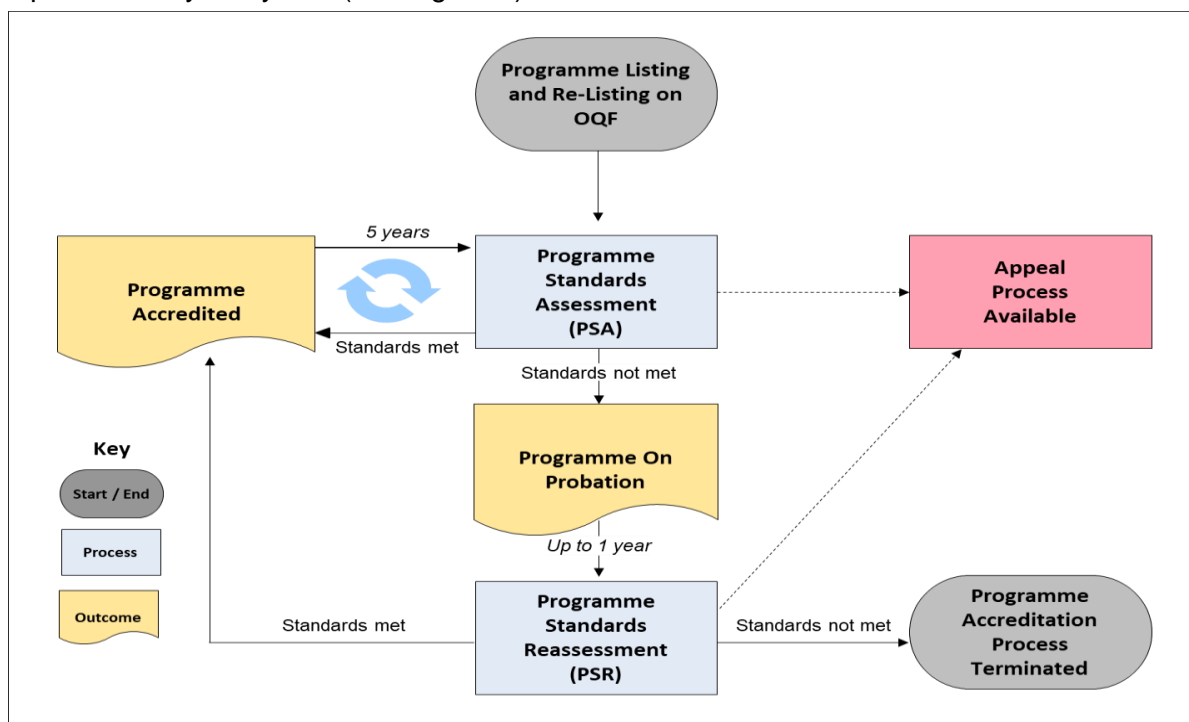 Programme Listing
and Re-Listing on
OQF
5 years
Programme
Accredited
Programme
Standards
Assessment
(PSA)
Appeal
Process
Available
Standards met
Standards not met
Programme On
Probation
Key
Start / End
Process
Outcome
Up to 1 year
Programme
Standards
Reassessment
(PSR)
Standards met
Standards not met
Programme
Accreditation
Process
Terminated